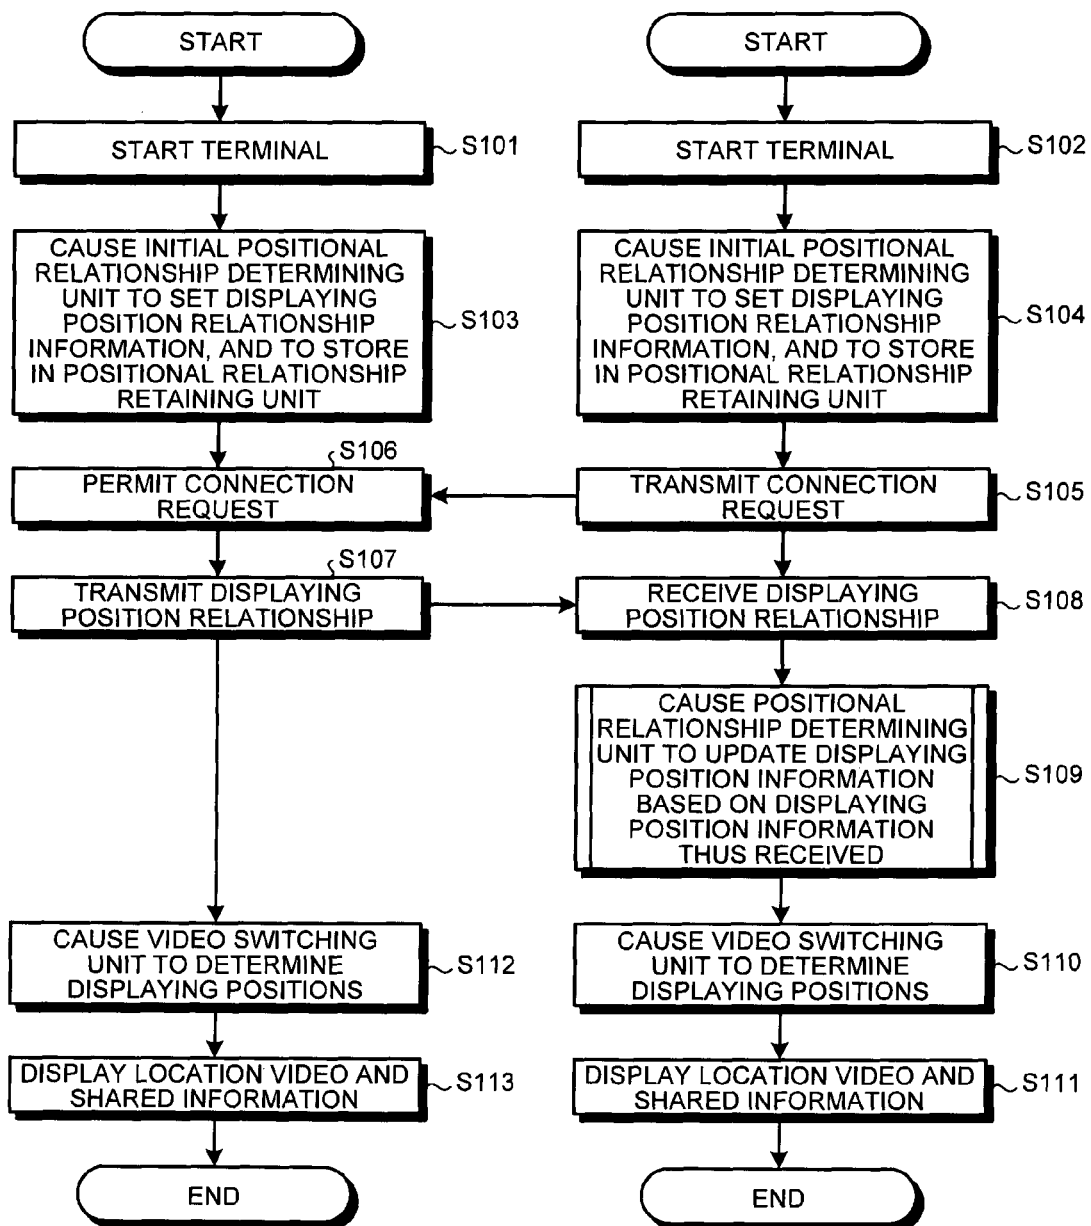 START
START
START TERMINAL
S101
START TERMINAL
S102
CAUSE INITIAL POSITIONAL
RELATIONSHIP DETERMINING
UNIT TO SET DISPLAYING
POSITION RELATIONSHIP
INFORMATION, AND TO STORE
IN POSITIONAL RELATIONSHIP
RETAINING UNIT
S103
CAUSE INITIAL POSITIONAL
RELATIONSHIP DETERMINING
UNIT TO SET DISPLAYING
POSITION RELATIONSHIP
INFORMATION, AND TO STORE
IN POSITIONAL RELATIONSHIP
RETAINING UNIT
S104
S106
PERMIT CONNECTION
REQUEST
TRANSMIT CONNECTION
REQUEST
S105
S107
TRANSMIT DISPLAYING
POSITION RELATIONSHIP
RECEIVE DISPLAYING
POSITION RELATIONSHIP
S108
CAUSE POSITIONAL
RELATIONSHIP DETERMINING
UNIT TO UPDATE DISPLAYING
POSITION INFORMATION
BASED ON DISPLAYING
POSITION INFORMATION
THUS RECEIVED
S109
CAUSE VIDEO SWITCHING
UNIT TO DETERMINE
DISPLAYING POSITIONS
S112
CAUSE VIDEO SWITCHING
UNIT TO DETERMINE
DISPLAYING POSITIONS
S110
DISPLAY LOCATION VIDEO AND
SHARED INFORMATION
S113
DISPLAY LOCATION VIDEO AND
SHARED INFORMATION
S111
END
END